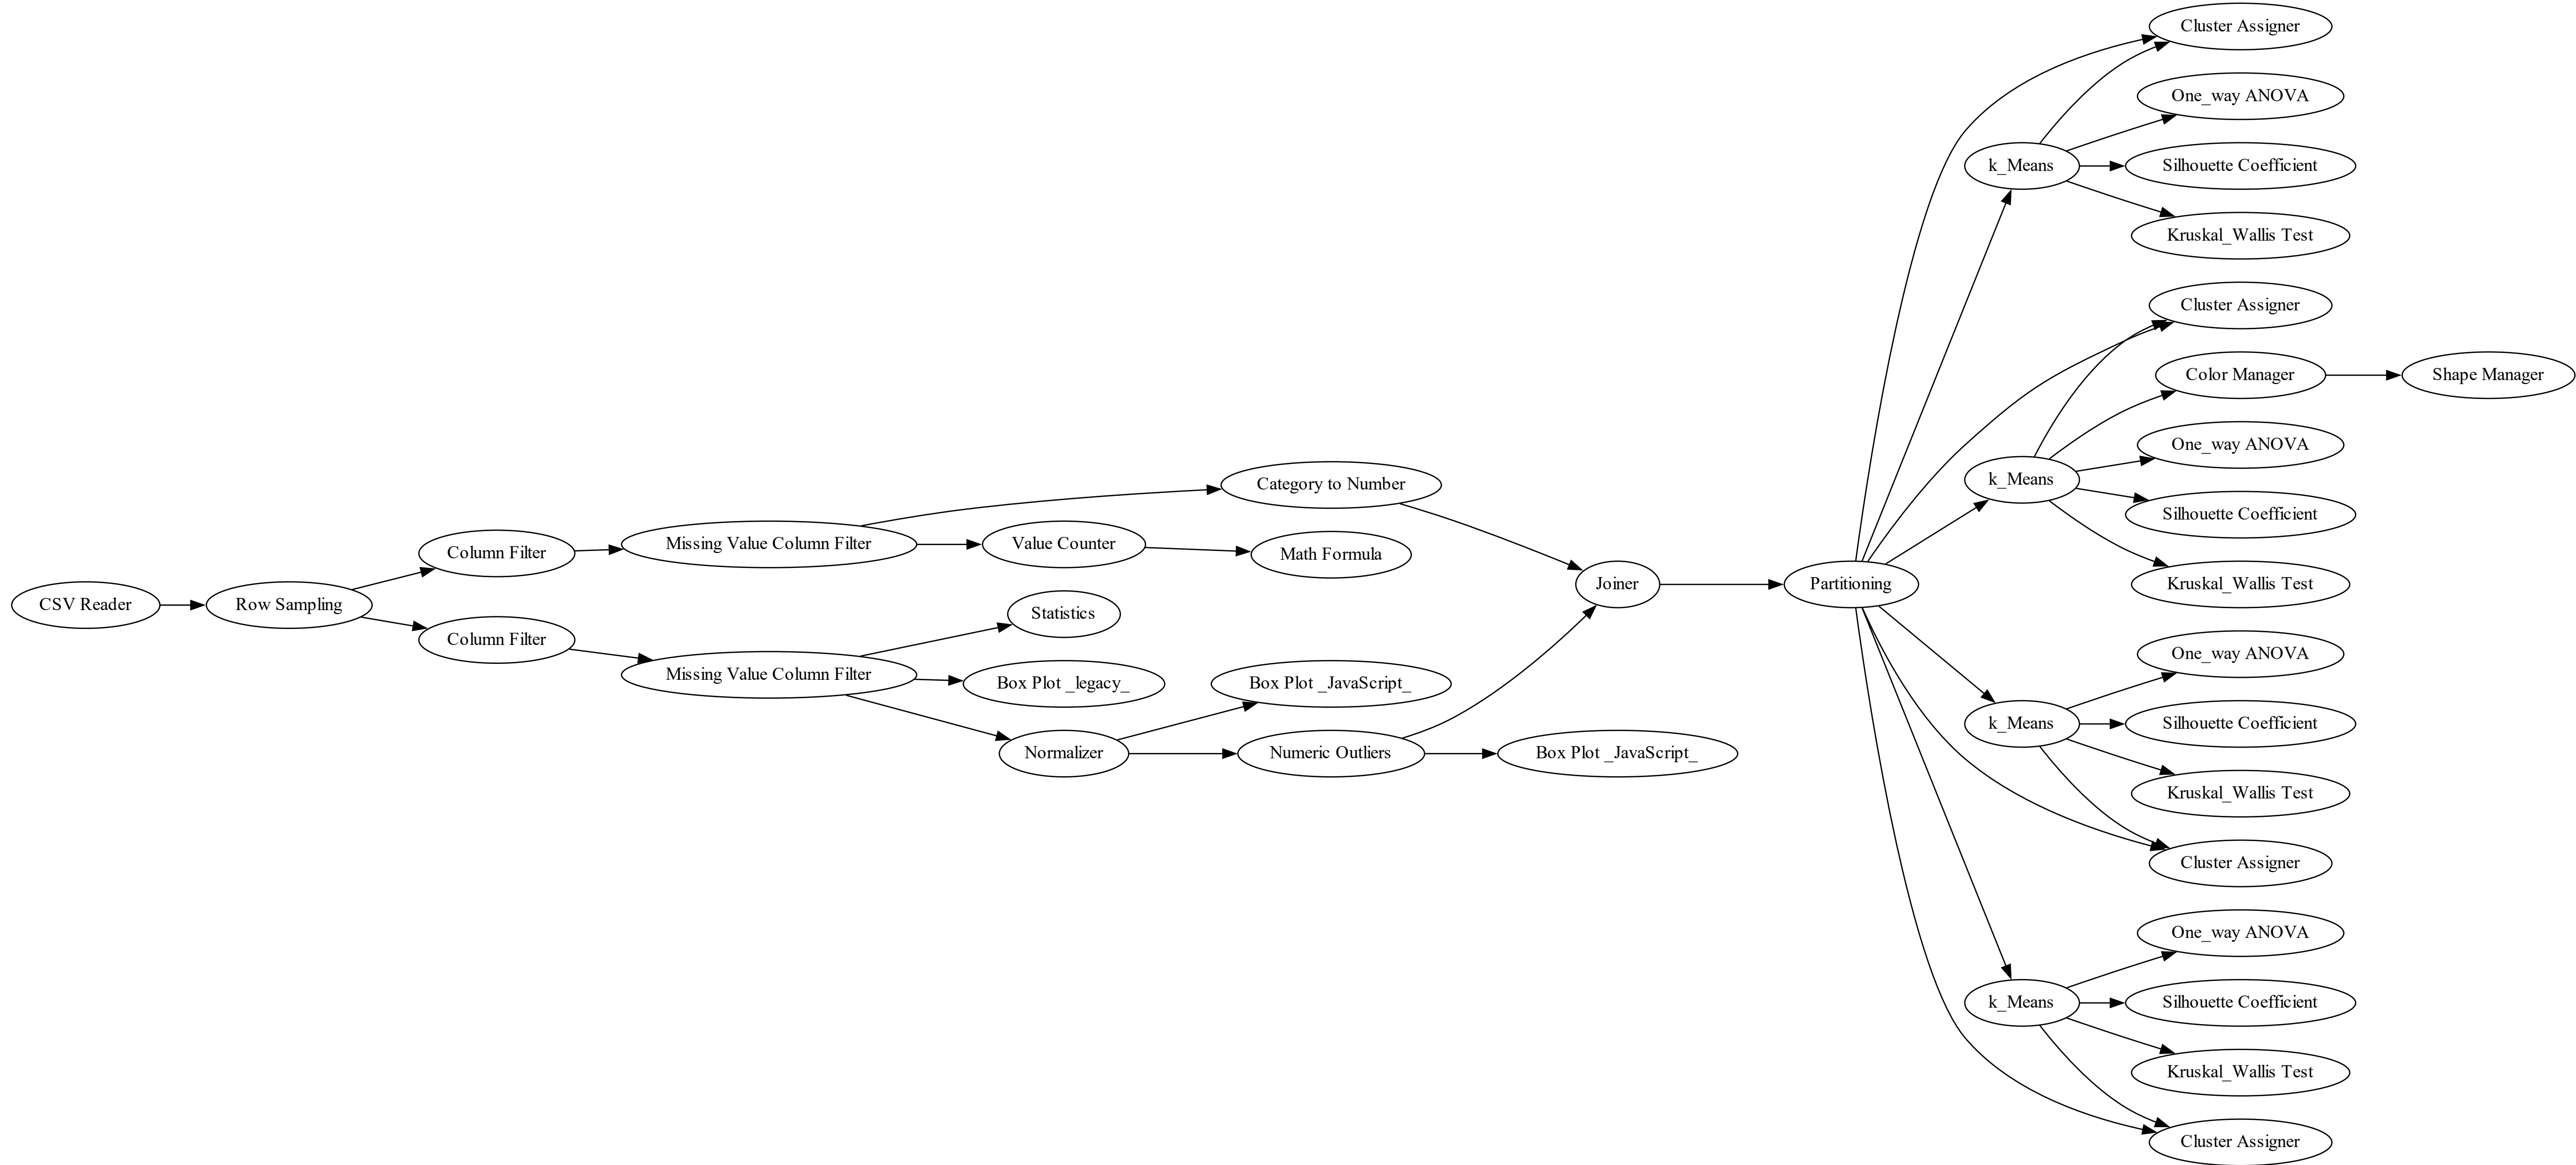 Cluster Assigner
One_way ANOVA
k_Means
Silhouette Coefficient
Kruskal_Wallis Test
Cluster Assigner
Color Manager
Shape Manager
One_way ANOVA
k_Means
Category to Number
Silhouette Coefficient
Column Filter
Missing Value Column Filter
Value Counter
Math Formula
Joiner
Partitioning
Kruskal_Wallis Test
CSV Reader
Row Sampling
Statistics
Column Filter
One_way ANOVA
Missing Value Column Filter
Box Plot _legacy_
Box Plot _JavaScript_
k_Means
Silhouette Coefficient
Normalizer
Numeric Outliers
Box Plot _JavaScript_
Kruskal_Wallis Test
Cluster Assigner
One_way ANOVA
k_Means
Silhouette Coefficient
Kruskal_Wallis Test
Cluster Assigner